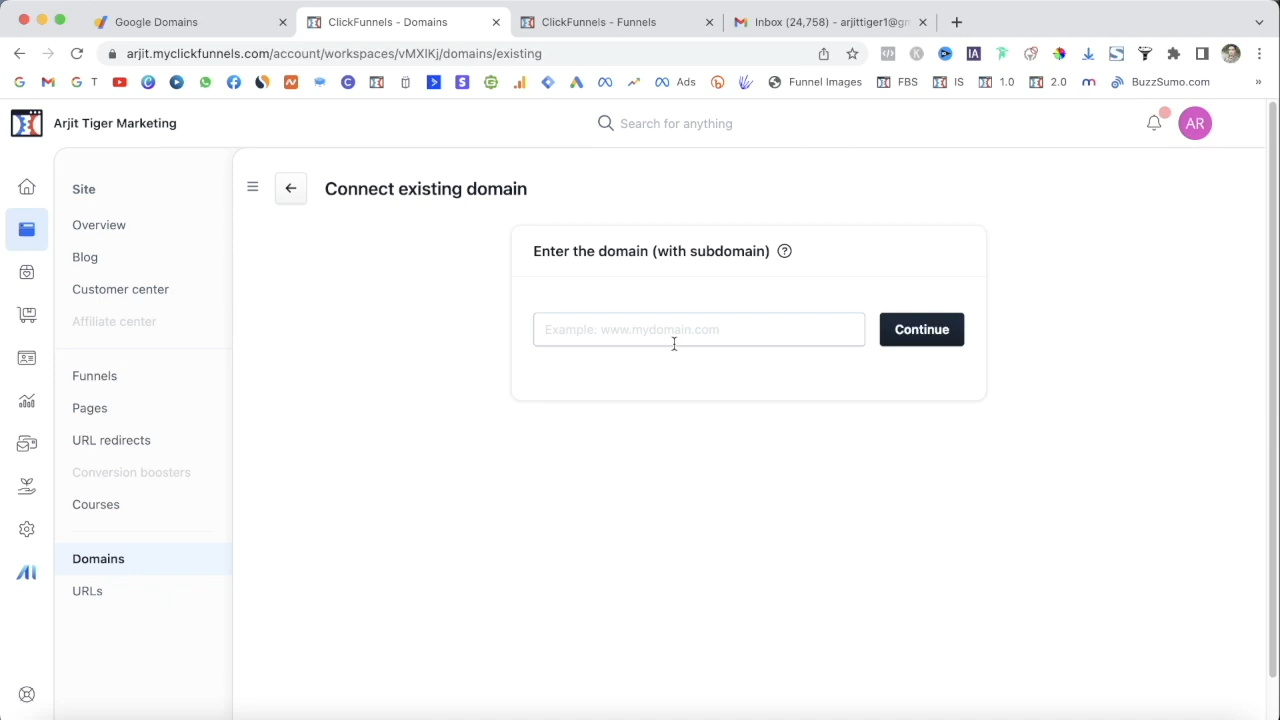 Google Domains
ClickFunnels - Domains
ClickFunnels - Funnels
Inbox (24,758) - arjittiger1@gm
arjit.myclickfunnels.com/account/workspaces/vMXlKj/domains/existing
G T
Ads
Funnel Images
FBS
IS
1.0
2.0
BuzzSumo.com
»
Arjit Tiger Marketing
Search for anything
AR
Site
Overview
Blog
Customer center
Affiliate center
Funnels
Pages
URL redirects
Conversion boosters
Courses
Domains
URLs
Connect existing domain
Enter the domain (with subdomain)
Example: www.mydomain.com
Continue